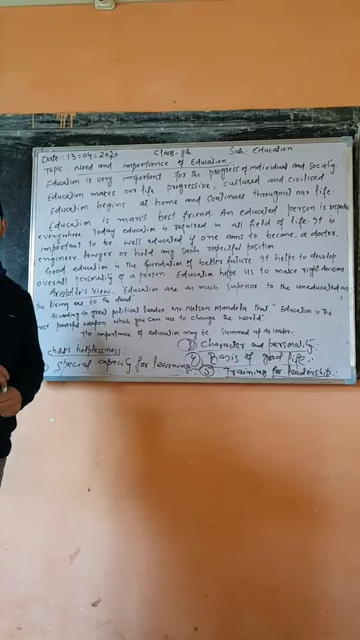 Date:- 13-04-2020 Class-11th Sub:- Education
Topic:- Need and Importance of Education:-
Education is very important for the progress of individual and Society.
Education makes our life progressive, cultured and civilised
Education begins at home and continues througout our life.
Education is man's best friend. An educated person is respected
everywhere. Today education is required in all field of life. It is
important to be well educated if one aims to become, a doctor,
engineer, lawyer or hold any such respectful position
Good education is the foundation of better future. It helps to develop
overall personality of a person. Education helps us to make right decisions
view. "Education are as much superior to the uneducated as
the living are to the dead."
According to great political leader, Mr. Nelson Mandela that "Education is the
most powerful weapon which you can use to change the world"
The importance of education may be summed up as under-
child's helplessness.
③ Character and personality.
special capacity for learning
④ Basis of good life.
⑤ Training for leadership.